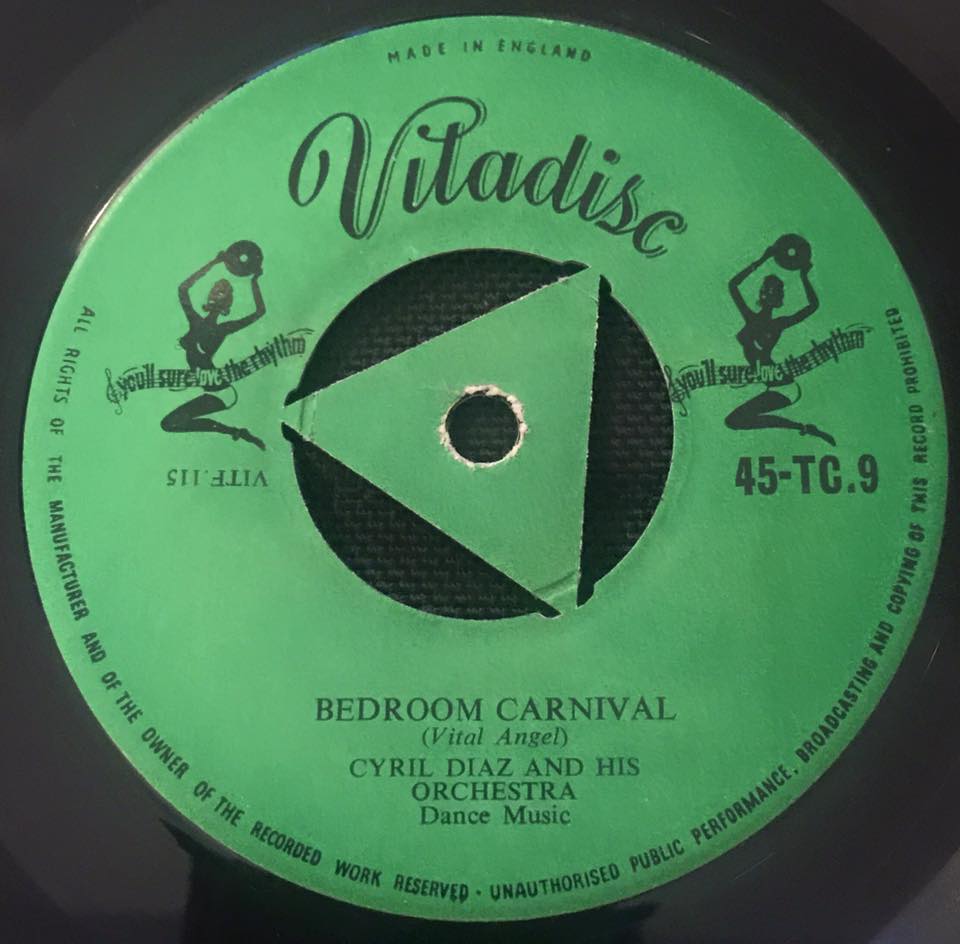 MADE IN ENGLAND
Vitadisc
you'll sure love the rhythm
you'll sure love the rhythm
VITF.115
45-TC.9
BEDROOM CARNIVAL
(Vital Angel)
CYRIL DIAZ AND HIS
ORCHESTRA
Dance Music
ALL RIGHTS OF THE MANUFACTURER AND OF THE OWNER OF THE RECORDED WORK RESERVED · UNAUTHORISED PUBLIC PERFORMANCE, BROADCASTING AND COPYING OF THIS RECORD PROHIBITED